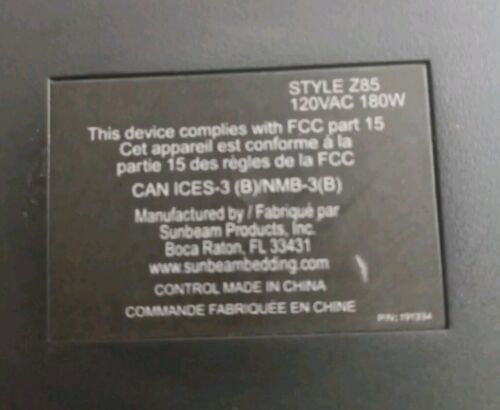 STYLE Z85
120VAC 180W
This device complies with FCC part 15
Cet appareil est conforme à la
partie 15 des règles de la FCC
CAN ICES-3 (B)/NMB-3(B)
Manufactured by / Fabriqué par
Sunbeam Products, Inc.
Boca Raton, FL 33431
www.sunbeambedding.com
CONTROL MADE IN CHINA
COMMANDE FABRIQUÉE EN CHINE
P/N: 191334